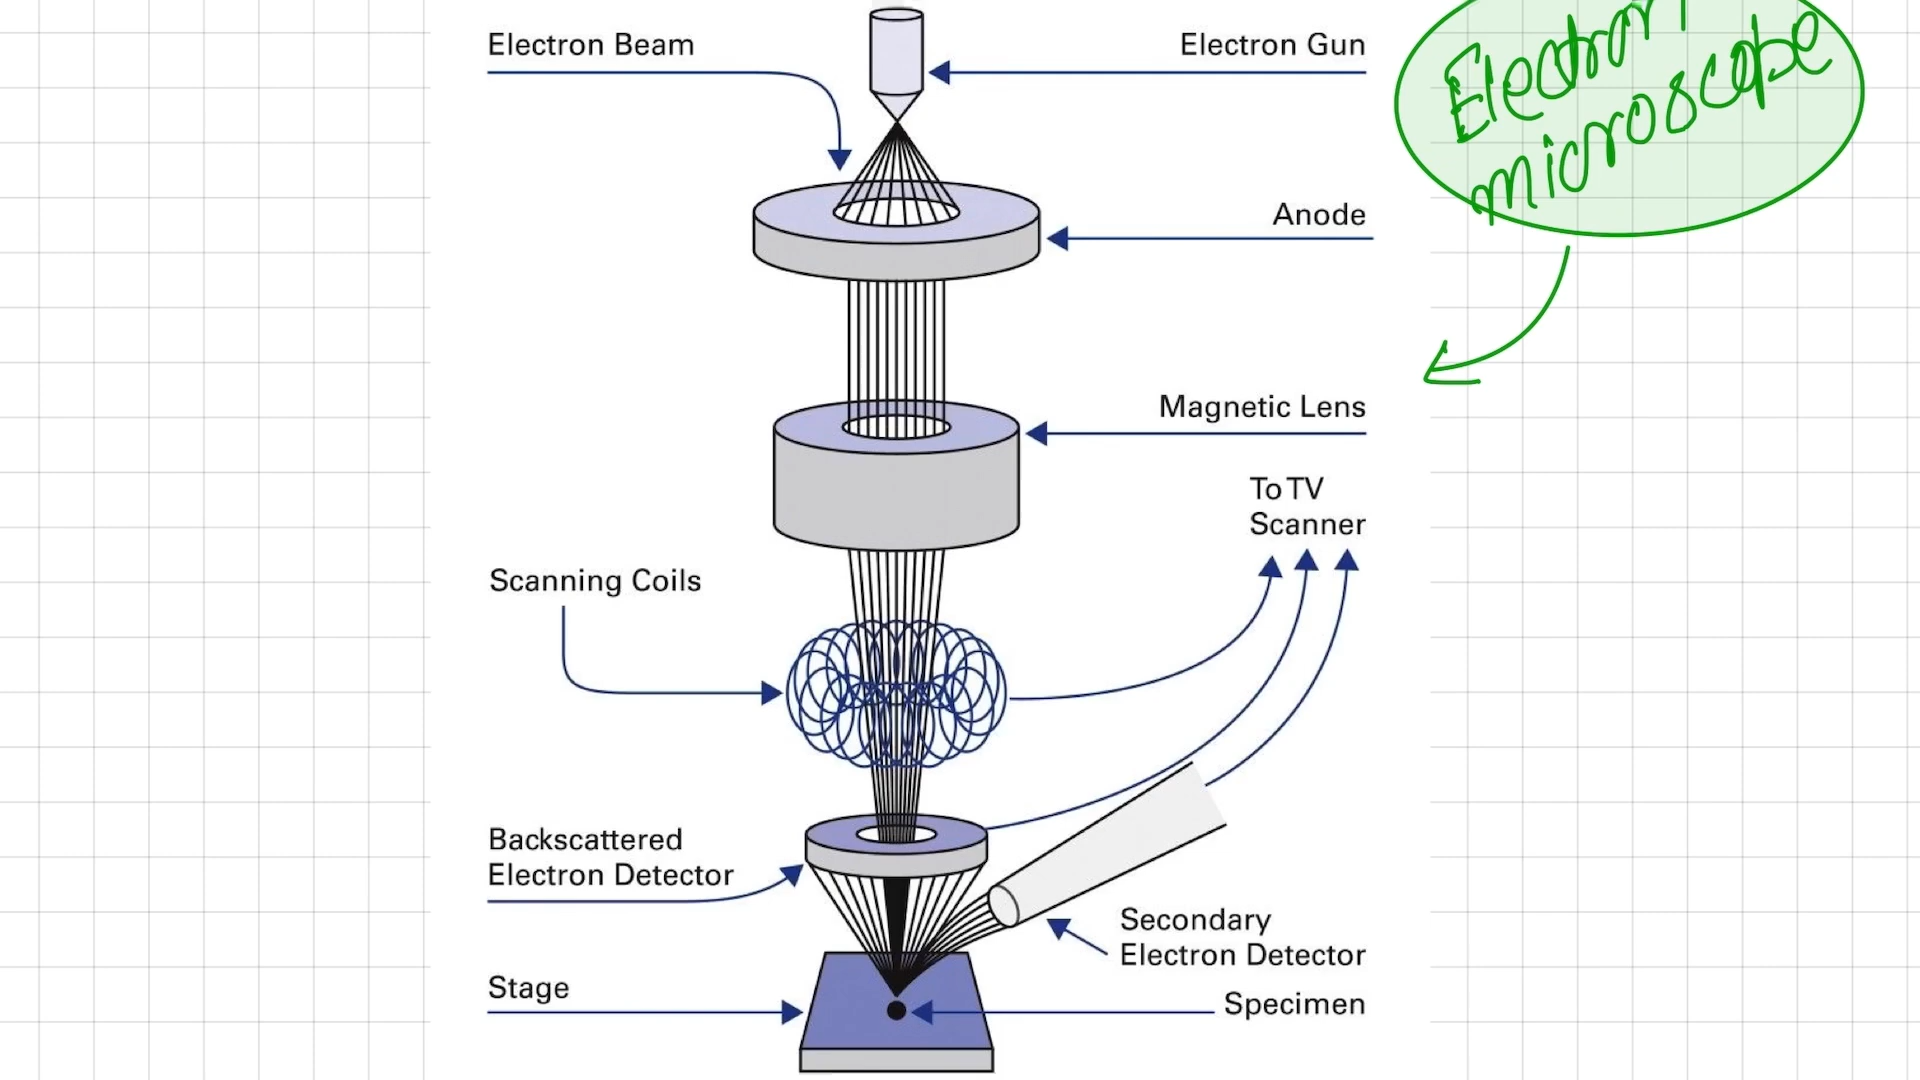 Electron Beam
Electron Gun
Electron
microscope
Anode
Magnetic Lens
To TV
Scanner
Scanning Coils
Backscattered
Electron Detector
Secondary
Electron Detector
Stage
Specimen